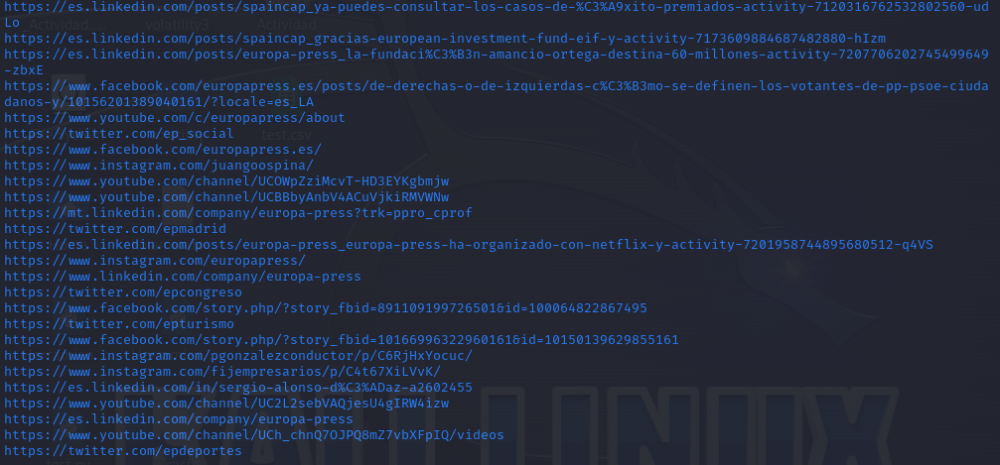 https://es.linkedin.com/posts/spaincap_ya-puedes-consultar-los-casos-de-%C3%A9xito-premiados-activity-7120316762532802560-ud
Lo
https://es.linkedin.com/posts/spaincap_gracias-european-investment-fund-eif-y-activity-7173609884687482880-hIzm
https://es.linkedin.com/posts/europa-press_la-fundaci%C3%B3n-amancio-ortega-destina-60-millones-activity-7207706202745499649
-zbxE
https://www.facebook.com/europapress.es/posts/de-derechas-o-de-izquierdas-c%C3%B3mo-se-definen-los-votantes-de-pp-psoe-ciuda
danos-y/10156201389040161/?locale=es_LA
https://www.youtube.com/c/europapress/about
https://twitter.com/ep_social
https://www.facebook.com/europapress.es/
https://www.instagram.com/juangoospina/
https://www.youtube.com/channel/UCOWpZziMcvT-HD3EYKgbmjw
https://www.youtube.com/channel/UCBBbyAnbV4ACuVjkiRMVWNw
https://mt.linkedin.com/company/europa-press?trk=ppro_cprof
https://twitter.com/epmadrid
https://es.linkedin.com/posts/europa-press_europa-press-ha-organizado-con-netflix-y-activity-7201958744895680512-q4VS
https://www.instagram.com/europapress/
https://www.linkedin.com/company/europa-press
https://twitter.com/epcongreso
https://www.facebook.com/story.php/?story_fbid=891109199726501&id=100064822867495
https://twitter.com/epturismo
https://www.facebook.com/story.php/?story_fbid=10166996322960161&id=10150139629855161
https://www.instagram.com/pgonzalezconductor/p/C6RjHxYocuc/
https://www.instagram.com/fijempresarios/p/C4t67XiLVvK/
https://es.linkedin.com/in/sergio-alonso-d%C3%ADaz-a2602455
https://www.youtube.com/channel/UC2L2sebVAQjesU4gIRW4izw
https://es.linkedin.com/company/europa-press
https://www.youtube.com/channel/UCh_chnQ7OJPQ8mZ7vbXFpIQ/videos
https://twitter.com/epdeportes
Actividad
volatility3
Actividad
test.csv
KALI LINUX